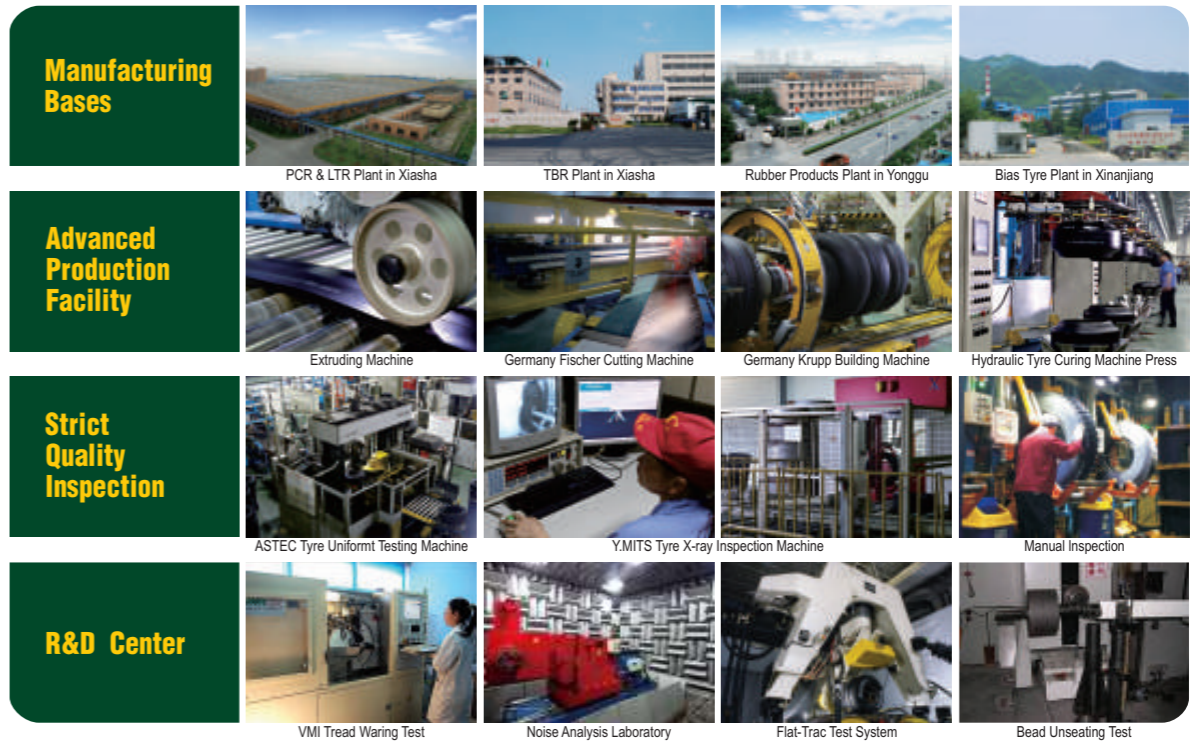 Manufacturing
Bases
PCR & LTR Plant in Xiasha
TBR Plant in Xiasha
Rubber Products Plant in Yonggu
Bias Tyre Plant in Xinanjiang
Advanced
Production
Facility
Extruding Machine
Germany Fischer Cutting Machine
Germany Krupp Building Machine
Hydraulic Tyre Curing Machine Press
Strict
Quality
Inspection
ASTEC Tyre Uniformt Testing Machine
Y.MITS Tyre X-ray Inspection Machine
Manual Inspection
R&D Center
VMI Tread Waring Test
Noise Analysis Laboratory
Flat-Trac Test System
Bead Unseating Test